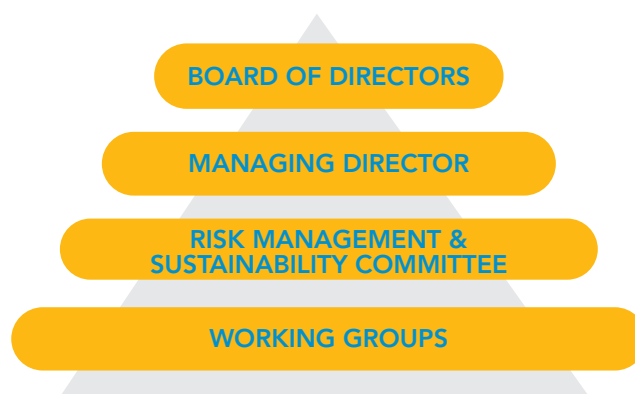 BOARD OF DIRECTORS
MANAGING DIRECTOR
RISK MANAGEMENT &
SUSTAINABILITY COMMITTEE
WORKING GROUPS